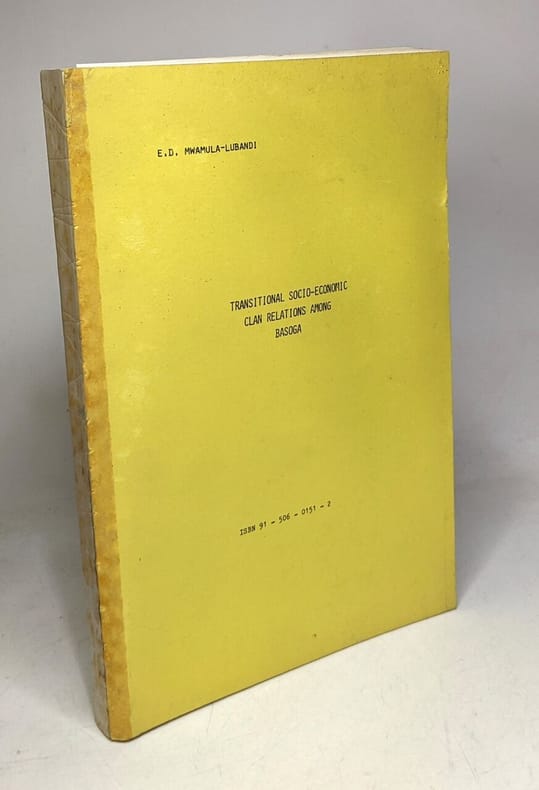 E.D. MWAMULA-LUBANDI
TRANSITIONAL SOCIO-ECONOMIC
CLAN RELATIONS AMONG
BASOGA
ISBN 91 - 506 - 0151 - 2